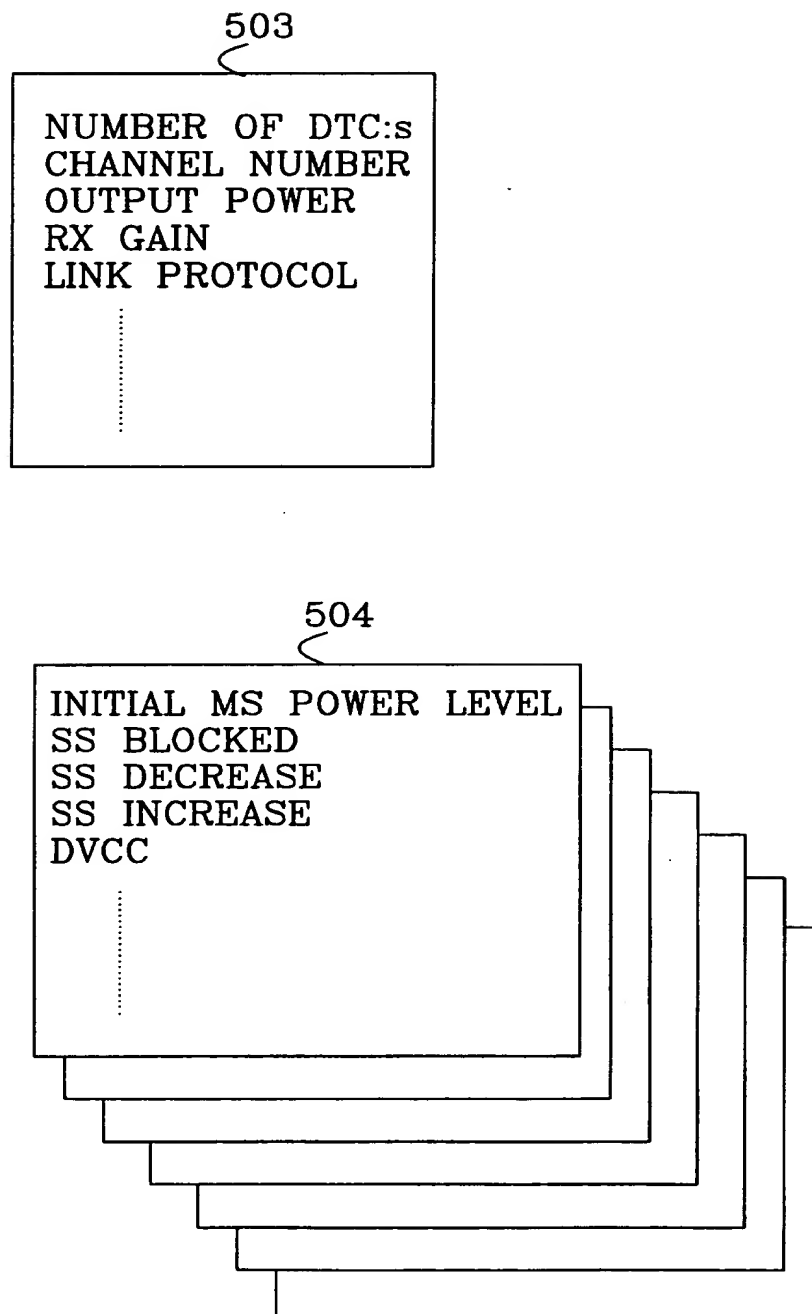 503
NUMBER OF DTC:s
CHANNEL NUMBER
OUTPUT POWER
RX GAIN
LINK PROTOCOL
504
INITIAL MS POWER LEVEL
SS BLOCKED
SS DECREASE
SS INCREASE
DVCC